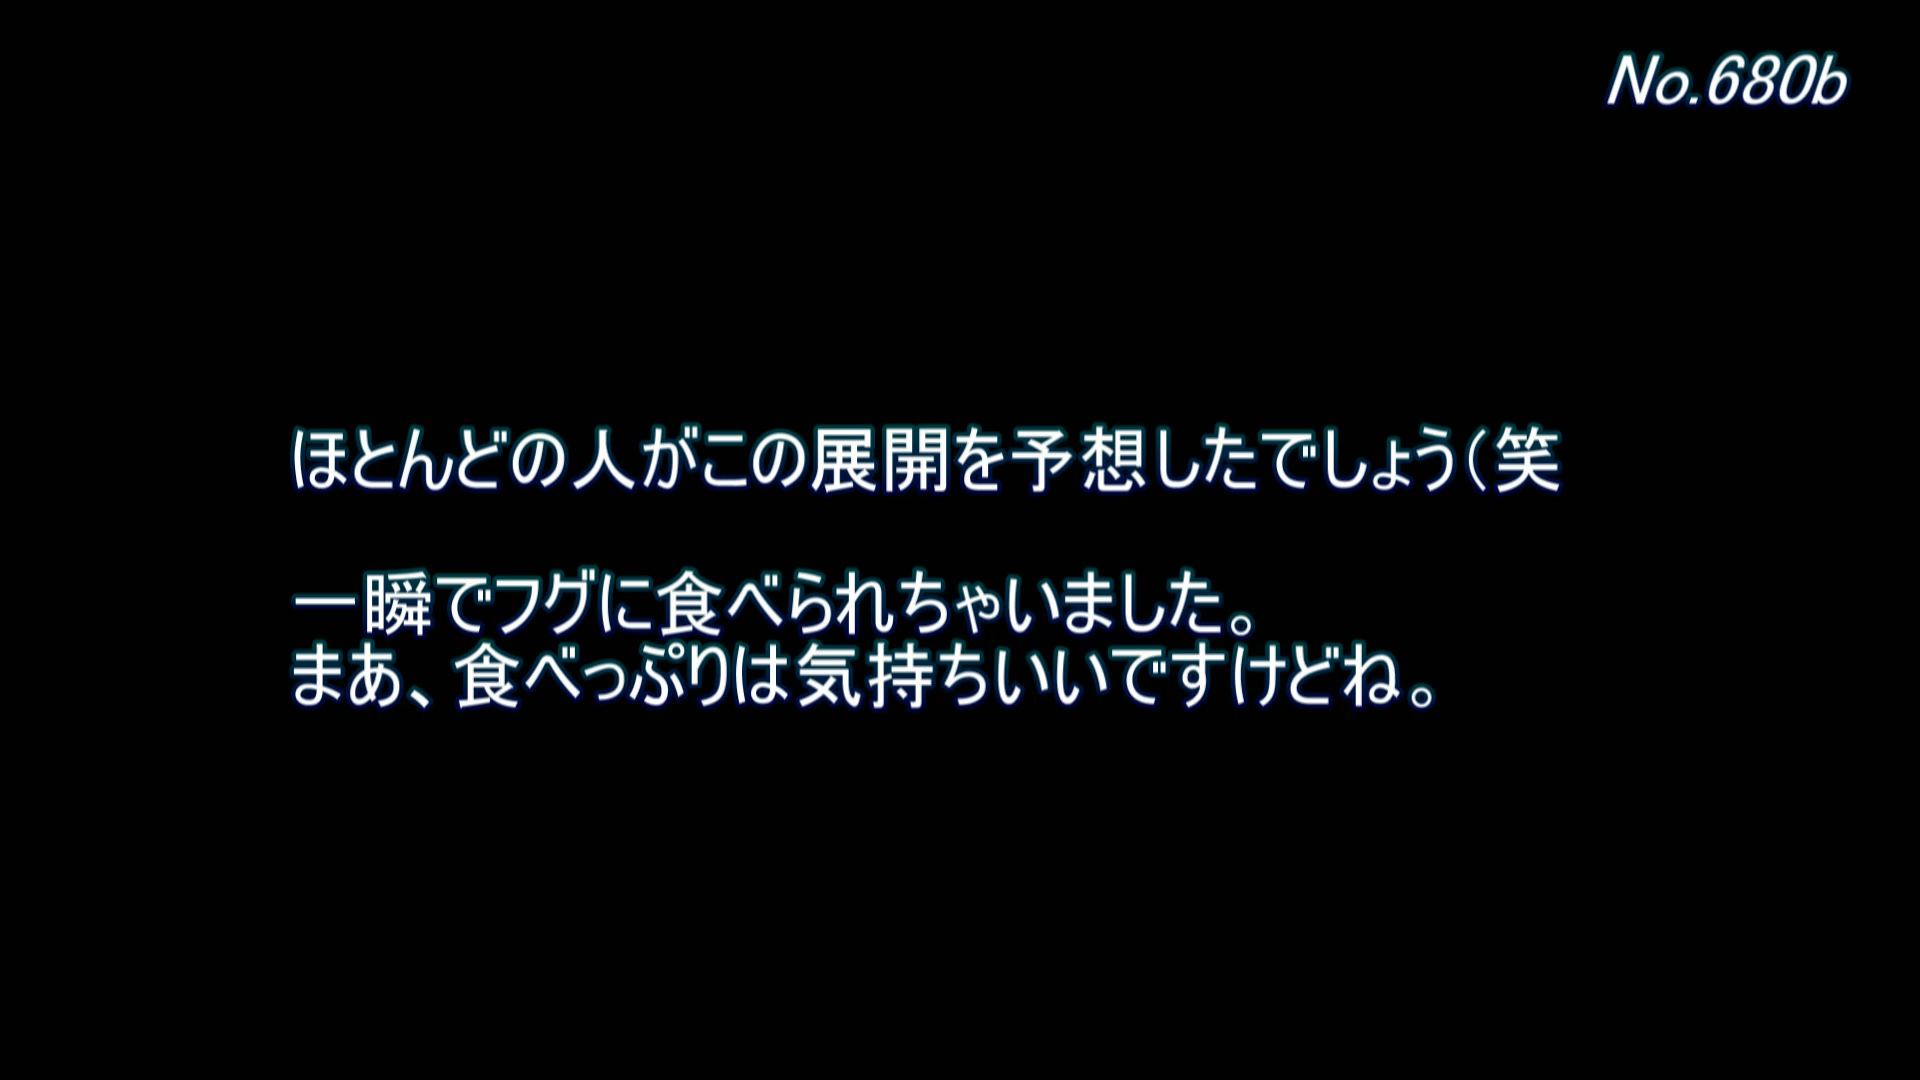 No.680b
ほとんどの人がこの展開を予想したでしょう(笑
一瞬でフグに食べられちゃいました。
まあ、食べっぷりは気持ちいいですけどね。